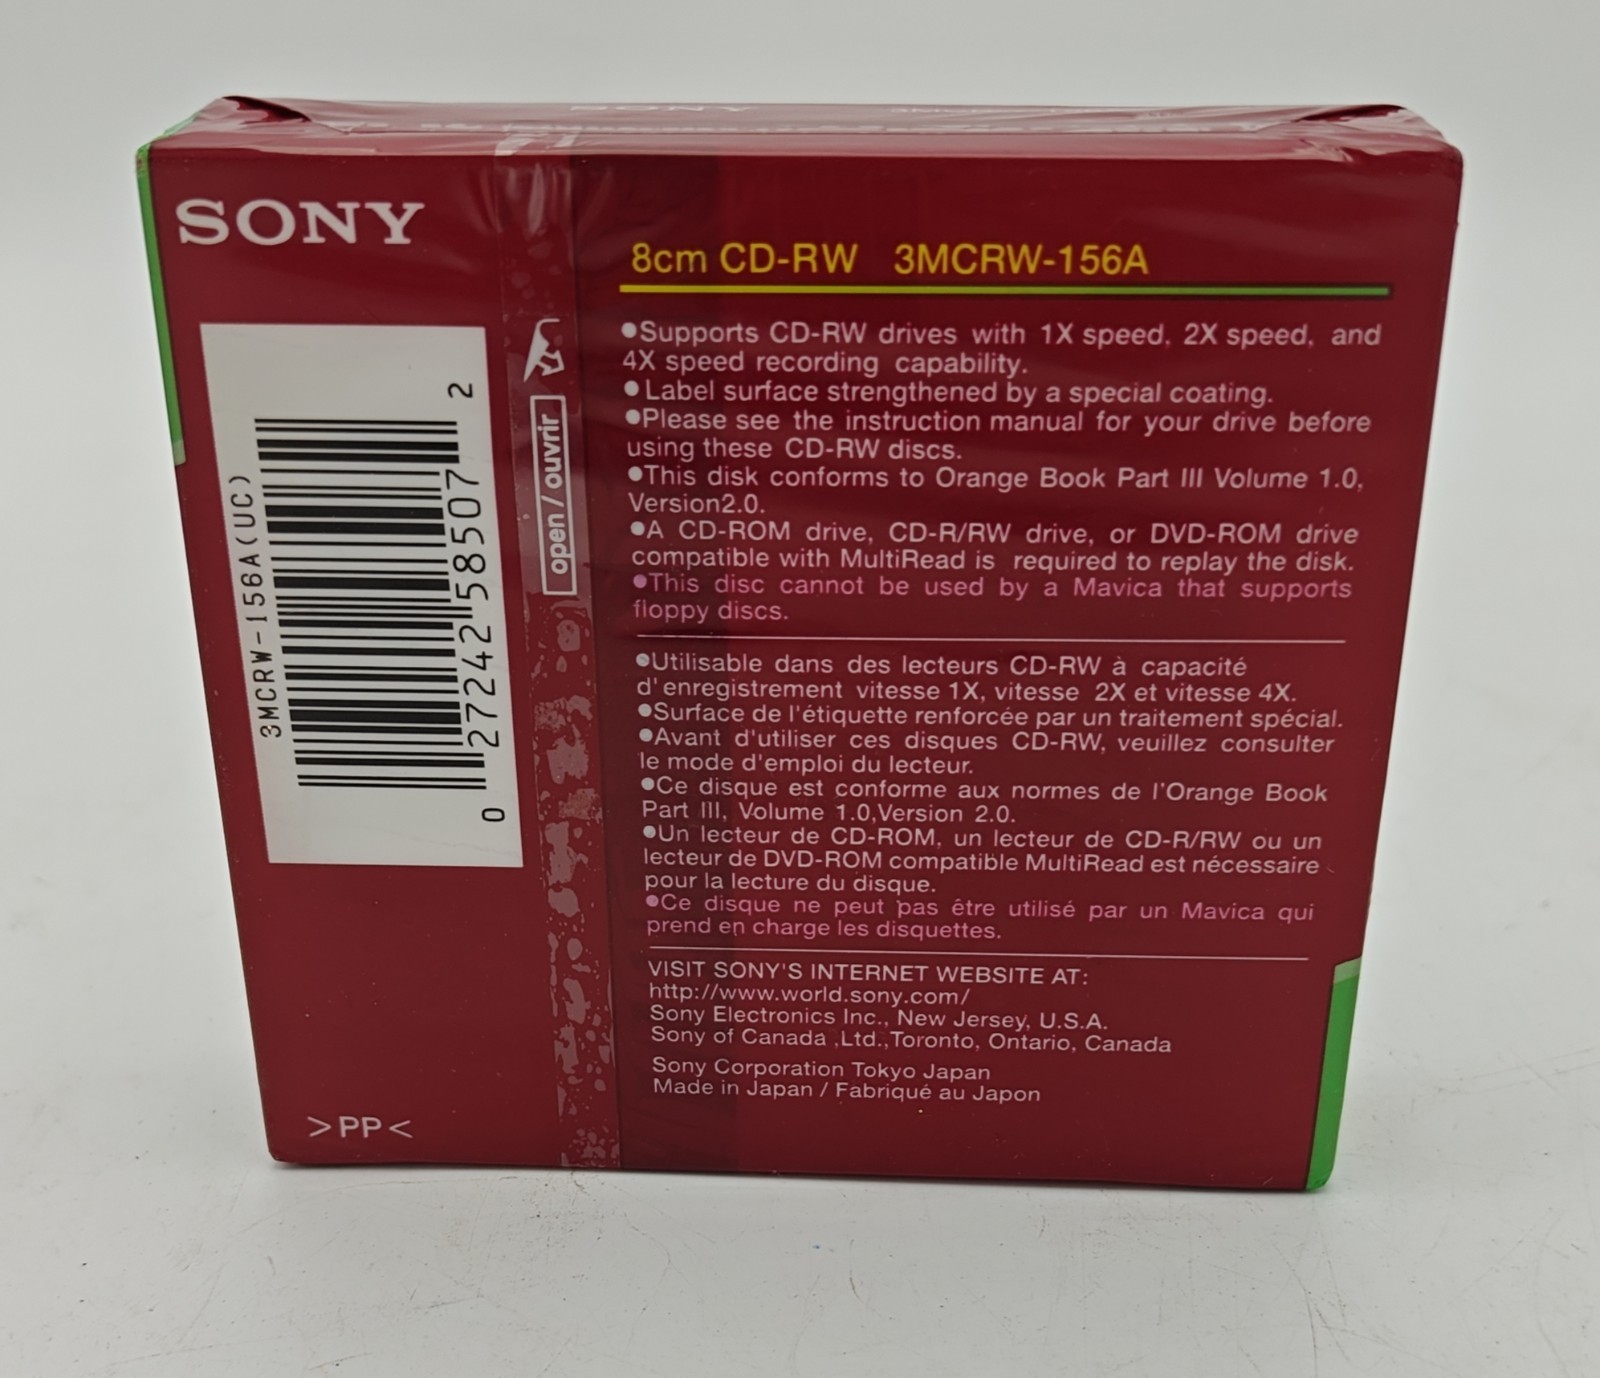 SONY
SONY
8cm CD-RW 3MCRW-156A
●Supports CD-RW drives with 1X speed, 2X speed, and
4X speed recording capability.
●Label surface strengthened by a special coating.
●Please see the instruction manual for your drive before
using these CD-RW discs.
●This disk conforms to Orange Book Part III Volume 1.0,
Version2.0.
●A CD-ROM drive, CD-R/RW drive, or DVD-ROM drive
compatible with MultiRead is required to replay the disk.
●This disc cannot be used by a Mavica that supports
floppy discs.
●Utilisable dans des lecteurs CD-RW à capacité
d'enregistrement vitesse 1X, vitesse 2X et vitesse 4X.
●Surface de l'étiquette renforcée par un traitement spécial.
●Avant d'utiliser ces disques CD-RW, veuillez consulter
le mode d'emploi du lecteur.
●Ce disque est conforme aux normes de l'Orange Book
Part III, Volume 1.0,Version 2.0.
●Un lecteur de CD-ROM, un lecteur de CD-R/RW ou un
lecteur de DVD-ROM compatible MultiRead est nécessaire
pour la lecture du disque.
●Ce disque ne peut pas être utilisé par un Mavica qui
prend en charge les disquettes.
VISIT SONY'S INTERNET WEBSITE AT:
http://www.world.sony.com/
Sony Electronics Inc., New Jersey, U.S.A.
Sony of Canada ,Ltd.,Toronto, Ontario, Canada
Sony Corporation Tokyo Japan
Made in Japan / Fabriqué au Japon
open / ouvrir
3MCRW-156A(UC)
0 27242 58507 2
>PP<